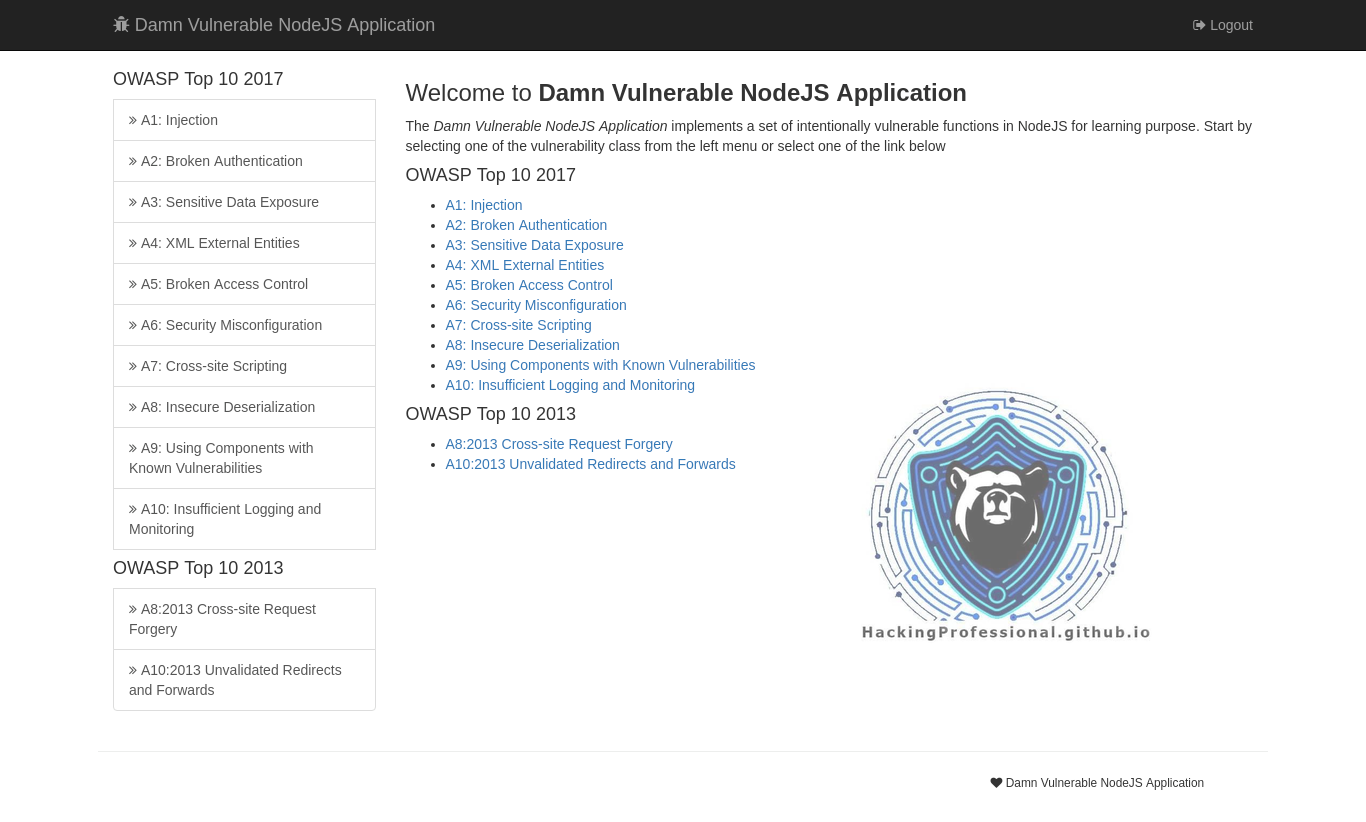 Damn Vulnerable NodeJS Application
Logout
OWASP Top 10 2017
A1: Injection
A2: Broken Authentication
A3: Sensitive Data Exposure
A4: XML External Entities
A5: Broken Access Control
A6: Security Misconfiguration
A7: Cross-site Scripting
A8: Insecure Deserialization
A9: Using Components with
Known Vulnerabilities
A10: Insufficient Logging and
Monitoring
OWASP Top 10 2013
A8:2013 Cross-site Request
Forgery
A10:2013 Unvalidated Redirects
and Forwards
Welcome to Damn Vulnerable NodeJS Application
The Damn Vulnerable NodeJS Application implements a set of intentionally vulnerable functions in NodeJS for learning purpose. Start by
selecting one of the vulnerability class from the left menu or select one of the link below
OWASP Top 10 2017
A1: Injection
A2: Broken Authentication
A3: Sensitive Data Exposure
A4: XML External Entities
A5: Broken Access Control
A6: Security Misconfiguration
A7: Cross-site Scripting
A8: Insecure Deserialization
A9: Using Components with Known Vulnerabilities
A10: Insufficient Logging and Monitoring
OWASP Top 10 2013
A8:2013 Cross-site Request Forgery
A10:2013 Unvalidated Redirects and Forwards
HackingProfessional.github.io
Damn Vulnerable NodeJS Application